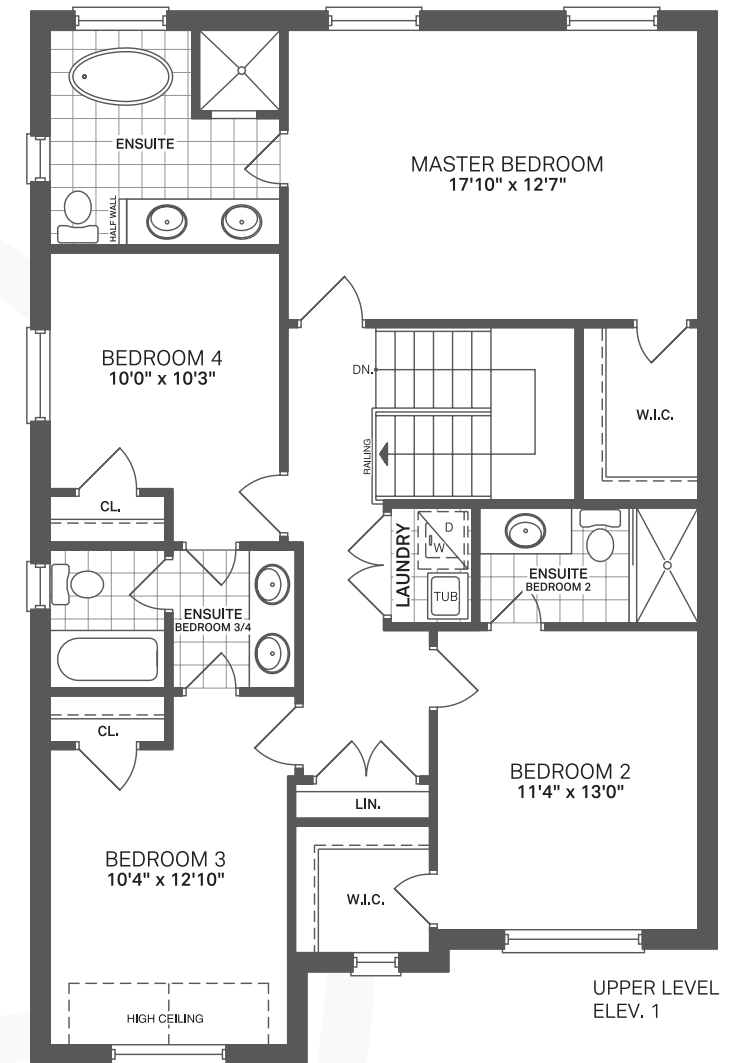 ENSUITE
HALF WALL
MASTER BEDROOM
17'10" x 12'7"
BEDROOM 4
10'0" x 10'3"
DN.
RAILING
W.I.C.
CL.
LAUNDRY
D
W
TUB
ENSUITE
BEDROOM 2
ENSUITE
BEDROOM 3/4
CL.
LIN.
BEDROOM 2
11'4" x 13'0"
BEDROOM 3
10'4" x 12'10"
W.I.C.
HIGH CEILING
UPPER LEVEL
ELEV. 1